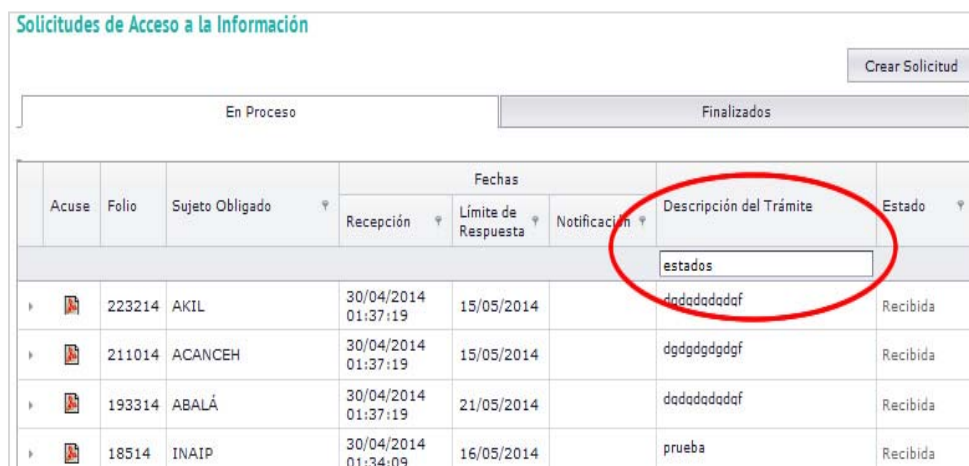 Solicitudes de Acceso a la Información
Crear Solicitud
En Proceso Finalizados
Fechas
Acuse Folio Sujeto Obligado Recepción Límite de Respuesta Notificación Descripción del Trámite Estado
estados
223214 AKIL 30/04/2014 01:37:19 15/05/2014 dgdgdgdgdgf Recibida
211014 ACANCEH 30/04/2014 01:37:19 15/05/2014 dgdgdgdgdgf Recibida
193314 ABALÁ 30/04/2014 01:37:19 21/05/2014 dgdgdgdgdgf Recibida
18514 INAIP 30/04/2014 01:34:09 16/05/2014 prueba Recibida